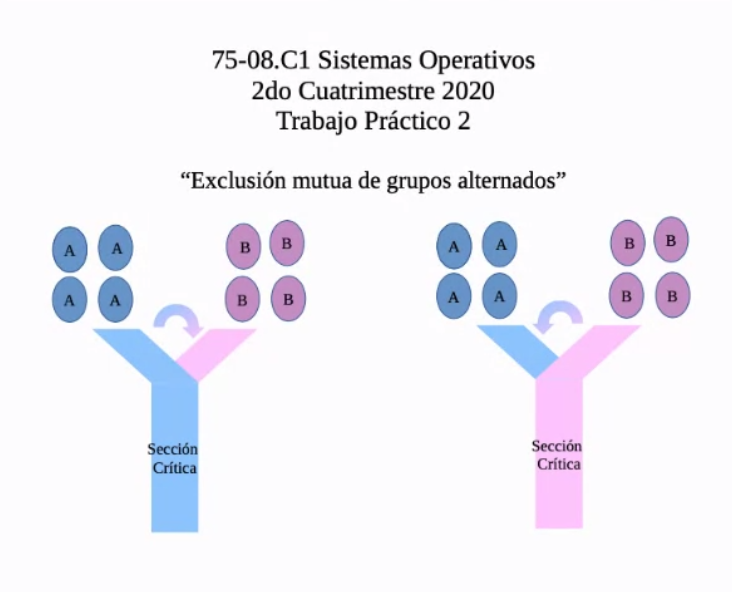 75-08.C1 Sistemas Operativos
2do Cuatrimestre 2020
Trabajo Práctico 2
“Exclusión mutua de grupos alternados”
A A B B
A A B B
A A B B
A A B B
Sección
Crítica
Sección
Crítica